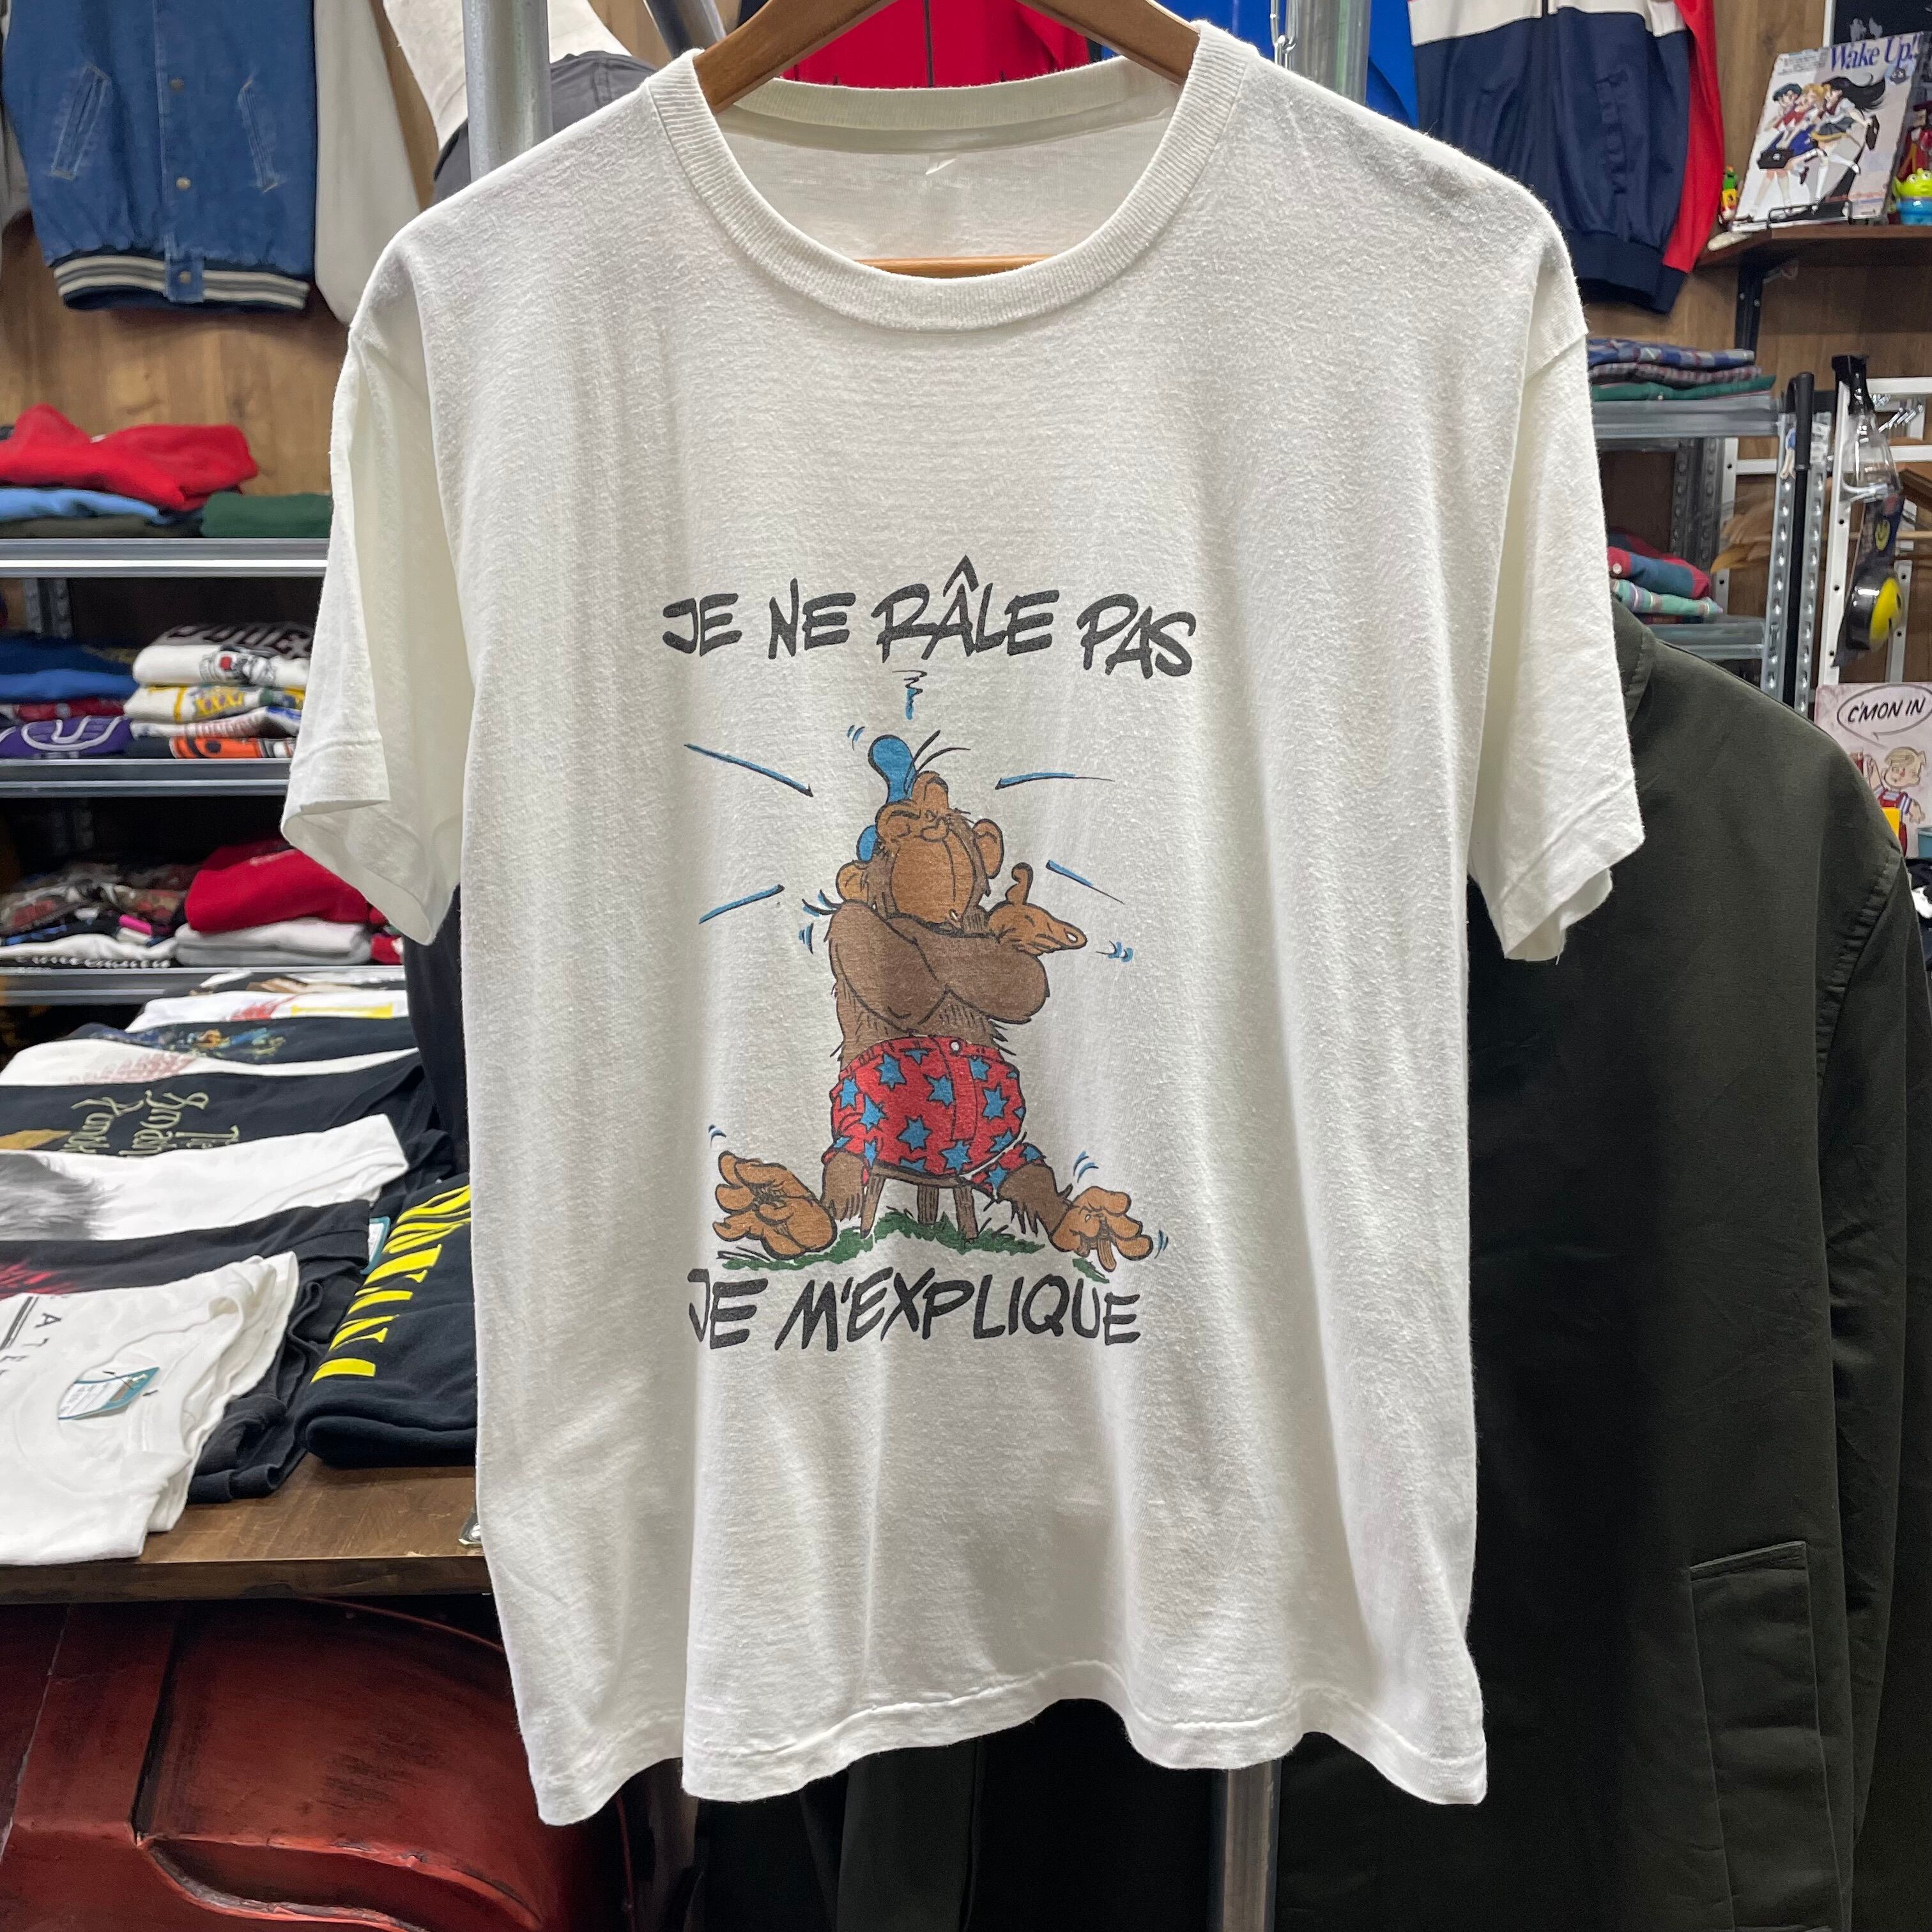 Wake Up!
JE NE RÂLE PAS
C'MON IN
JE M'EXPLIQUE